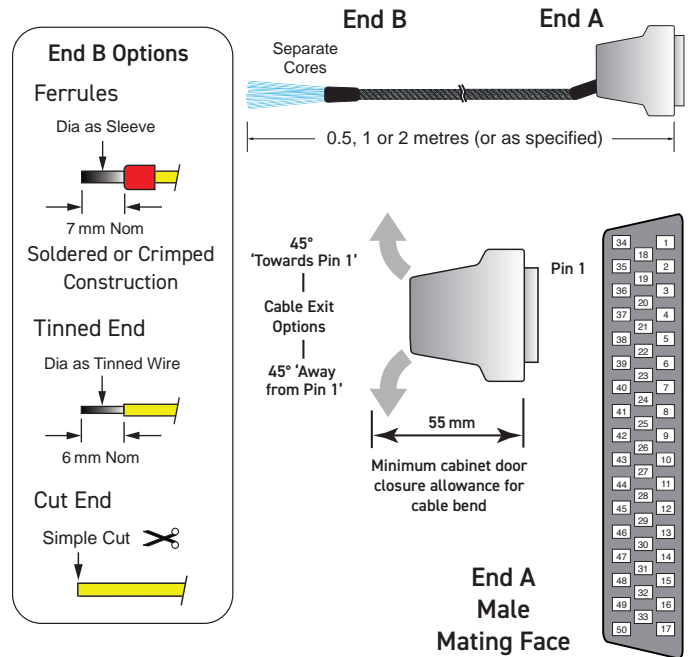 End B Options
Ferrules
Dia as Sleeve
7 mm Nom
Soldered or Crimped
Construction
Tinned End
Dia as Tinned Wire
6 mm Nom
Cut End
Simple Cut
End B
End A
Separate
Cores
0.5, 1 or 2 metres (or as specified)
45°
'Towards Pin 1'
Cable Exit
Options
45° 'Away
from Pin 1'
Pin 1
55 mm
Minimum cabinet door
closure allowance for
cable bend
End A
Male
Mating Face
34 1
18
35 2
19
36 3
20
37 4
21
38 5
22
39 6
23
40 7
24
41 8
25
42 9
26
43 10
27
44 11
28
45 12
29
46 13
30
47 14
31
48 15
32
49 16
33
50 17